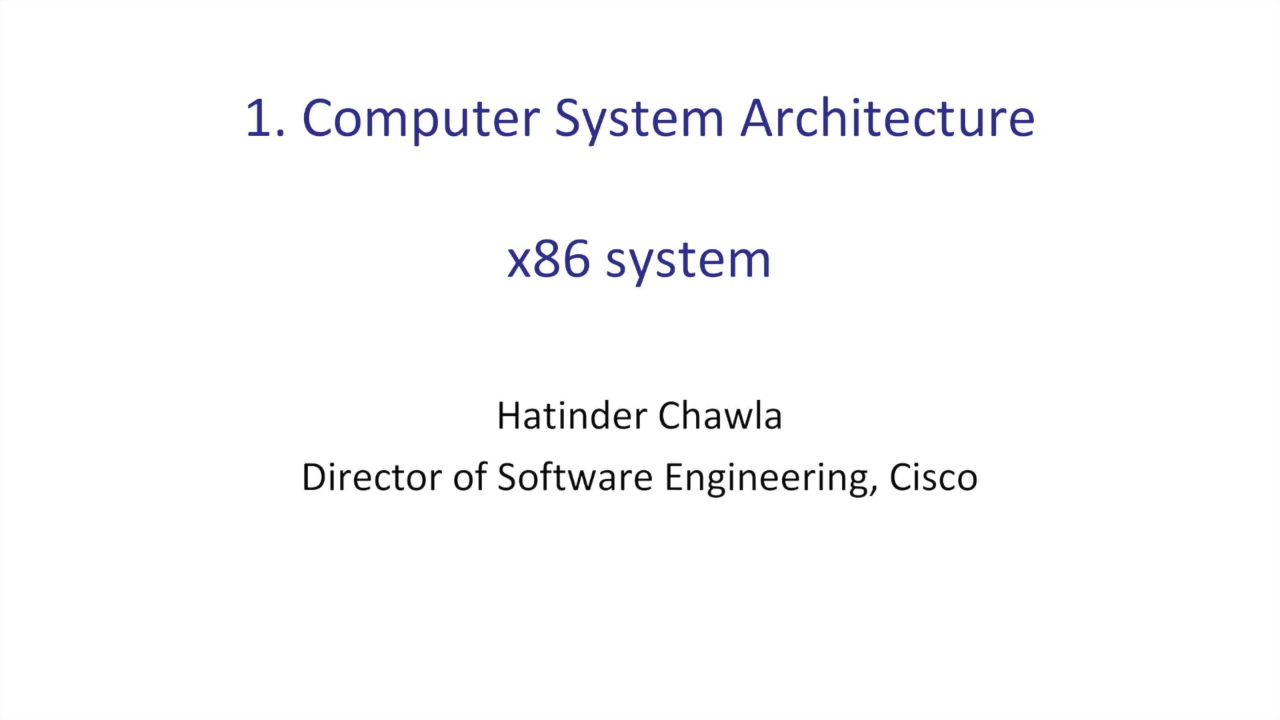 1. Computer System Architecture
x86 system
Hatinder Chawla
Director of Software Engineering, Cisco